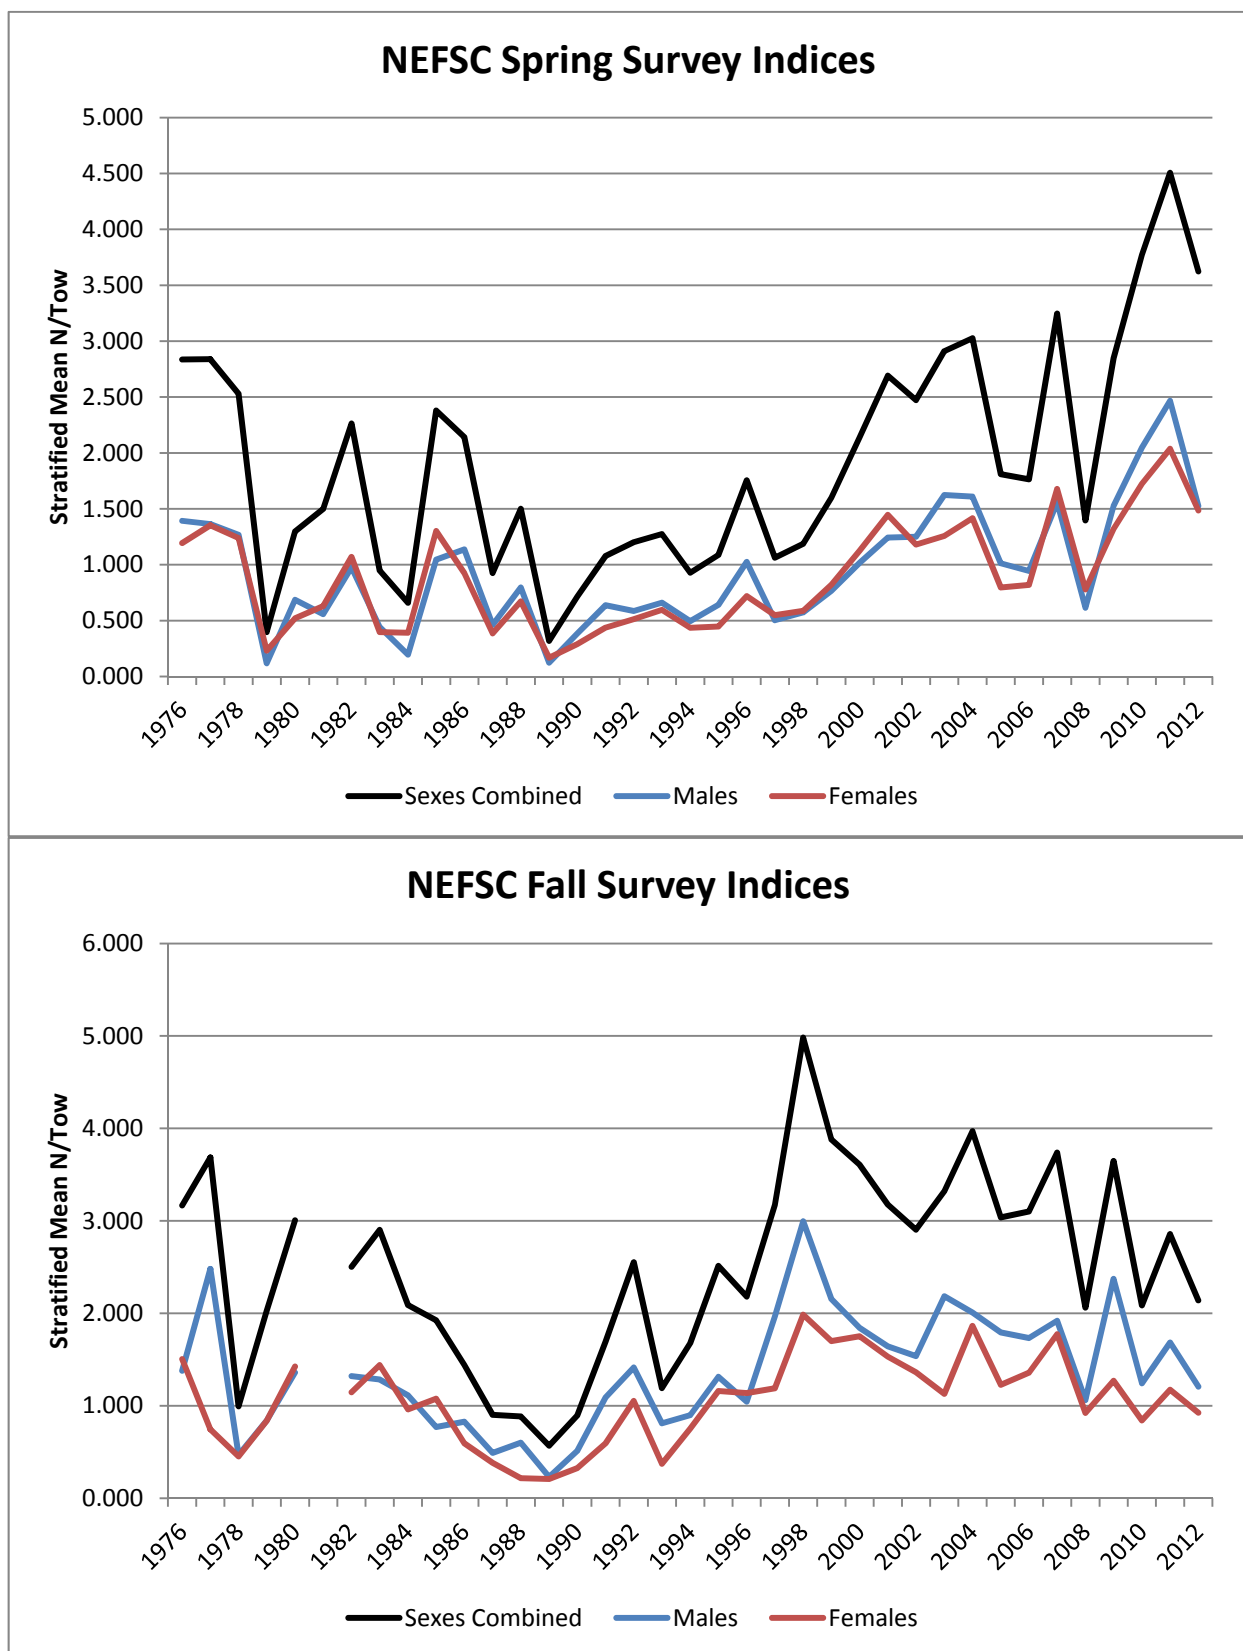 NEFSC Spring Survey Indices
Stratified Mean N/Tow
5.000
4.500
4.000
3.500
3.000
2.500
2.000
1.500
1.000
0.500
0.000
1976 1978 1980 1982 1984 1986 1988 1990 1992 1994 1996 1998 2000 2002 2004 2006 2008 2010 2012
Sexes Combined Males Females
NEFSC Fall Survey Indices
Stratified Mean N/Tow
6.000
5.000
4.000
3.000
2.000
1.000
0.000
1976 1978 1980 1982 1984 1986 1988 1990 1992 1994 1996 1998 2000 2002 2004 2006 2008 2010 2012
Sexes Combined Males Females